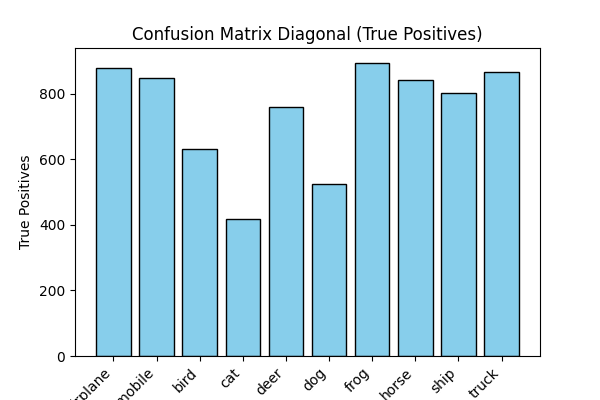 Confusion Matrix Diagonal (True Positives)
True Positives
800
600
400
200
0
rplane
mobile
bird
cat
deer
dog
frog
horse
ship
truck